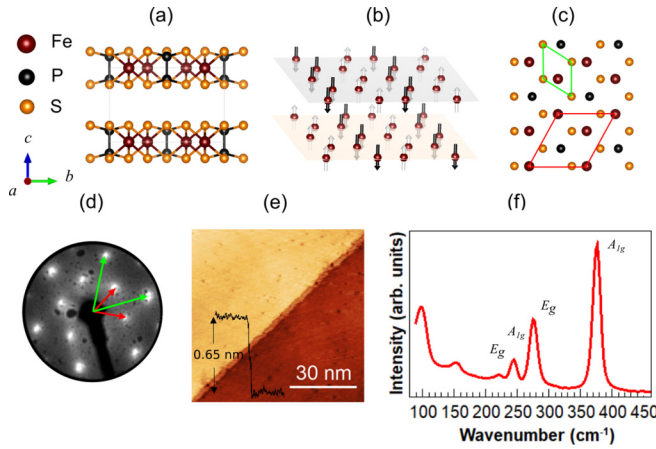 (a)
(b)
(c)
Fe
P
S
c
a
b
(d)
(e)
(f)
0.65 nm
30 nm
Intensity (arb. units)
Eg
A1g
Eg
A1g
100 150 200 250 300 350 400 450
Wavenumber (cm-1)